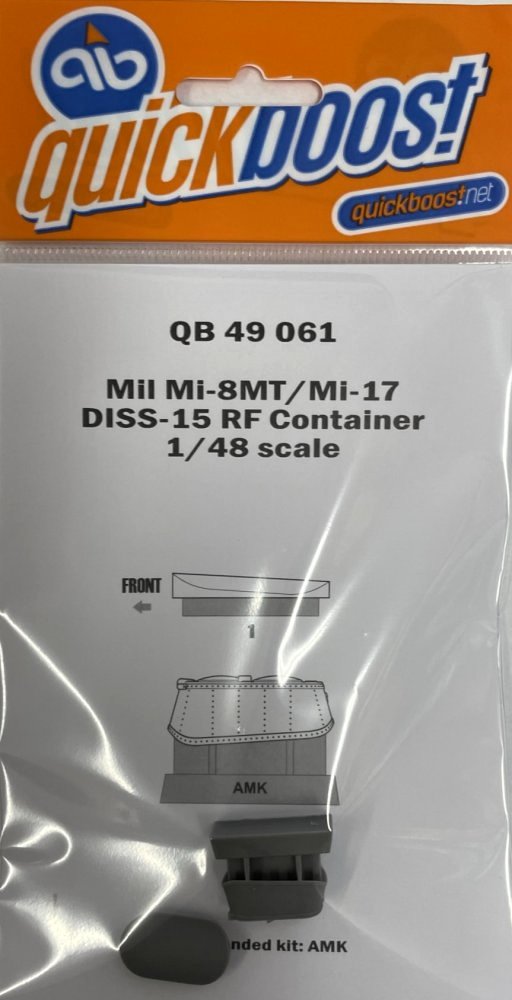 qb
quickboost
quickboost.net
QB 49 061
Mil Mi-8MT/Mi-17
DISS-15 RF Container
1/48 scale
FRONT
1
AMK
nded kit: AMK